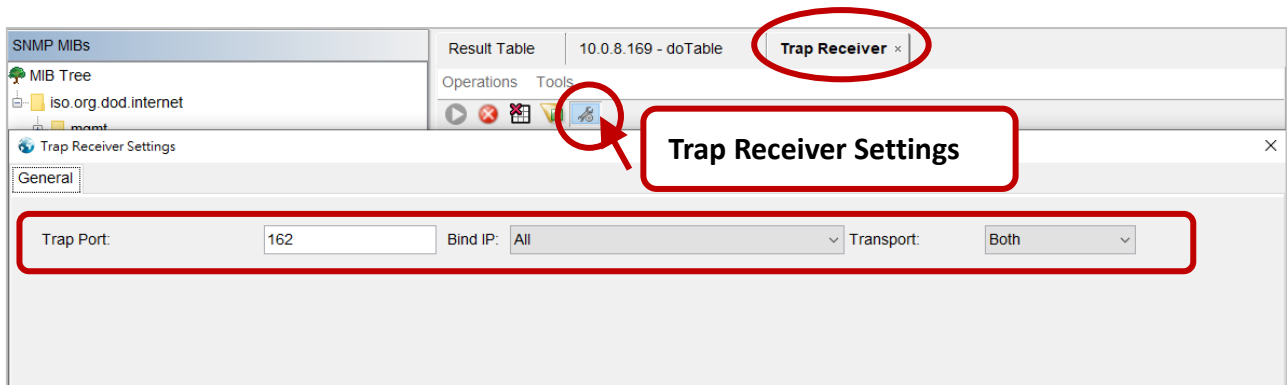 SNMP MIBs
Result Table 10.0.8.169 - doTable Trap Receiver ×
MIB Tree
Operations Tools
iso.org.dod.internet
mgmt
Trap Receiver Settings
Trap Receiver Settings
General
Trap Port: 162 Bind IP: All Transport: Both